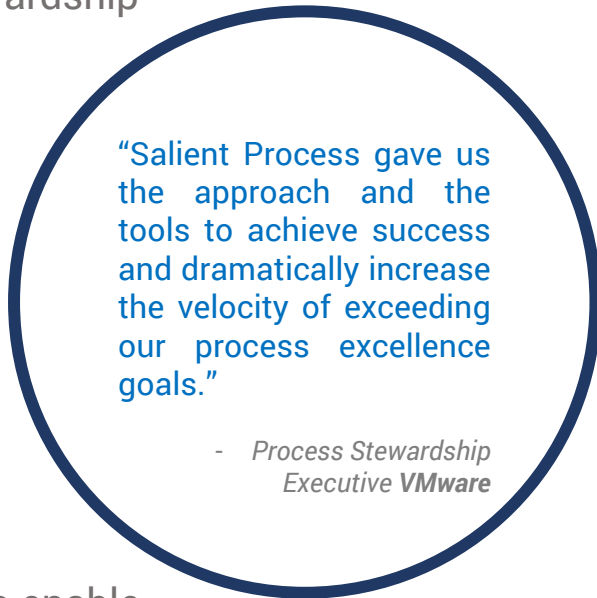 “Salient Process gave us
the approach and the
tools to achieve success
and dramatically increase
the velocity of exceeding
our process excellence
goals.”
- Process Stewardship
Executive VMware
enable